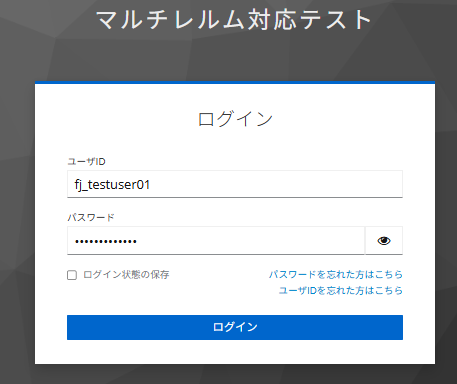 マルチレルム対応テスト
ログイン
ユーザID
fj_testuser01
パスワード
•••••••••••••
ログイン状態の保存
パスワードを忘れた方はこちら
ユーザIDを忘れた方はこちら
ログイン